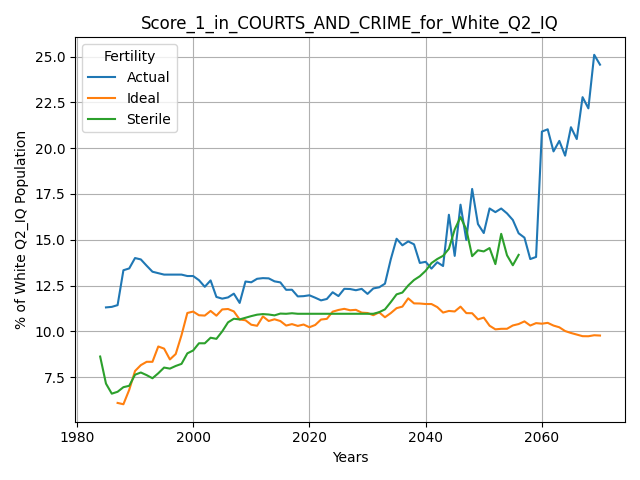 Score_1_in_COURTS_AND_CRIME_for_White_Q2_IQ
% of White Q2_IQ Population
25.0
22.5
20.0
17.5
15.0
12.5
10.0
7.5
Fertility
Actual
Ideal
Sterile
1980 2000 2020 2040 2060
Years